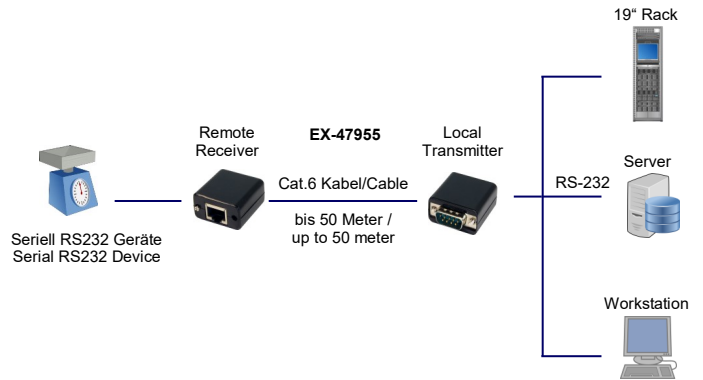 19“ Rack
Remote
Receiver
EX-47955
Local
Transmitter
Cat.6 Kabel/Cable
bis 50 Meter /
up to 50 meter
RS-232
Server
Seriell RS232 Geräte
Serial RS232 Device
Workstation